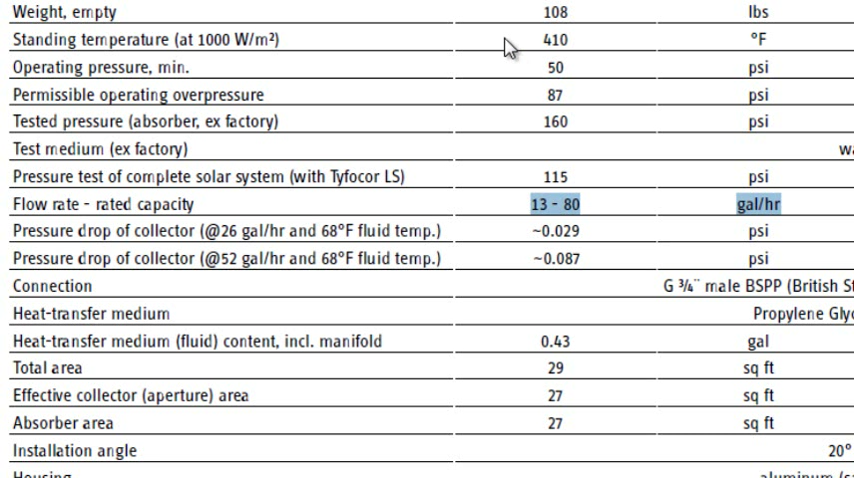 Weight, empty 108 lbs
Standing temperature (at 1000 W/m²) 410 °F
Operating pressure, min. 50 psi
Permissible operating overpressure 87 psi
Tested pressure (absorber, ex factory) 160 psi
Test medium (ex factory)
Pressure test of complete solar system (with Tyfocor LS) 115 psi
Flow rate - rated capacity 13 - 80 gal/hr
Pressure drop of collector (@26 gal/hr and 68°F fluid temp.) ~0.029 psi
Pressure drop of collector (@52 gal/hr and 68°F fluid temp.) ~0.087 psi
Connection G ¾¨ male BSPP (British
Heat-transfer medium Propylene
Heat-transfer medium (fluid) content, incl. manifold 0.43 gal
Total area 29 sq ft
Effective collector (aperture) area 27 sq ft
Absorber area 27 sq ft
Installation angle 20°
Housing aluminum